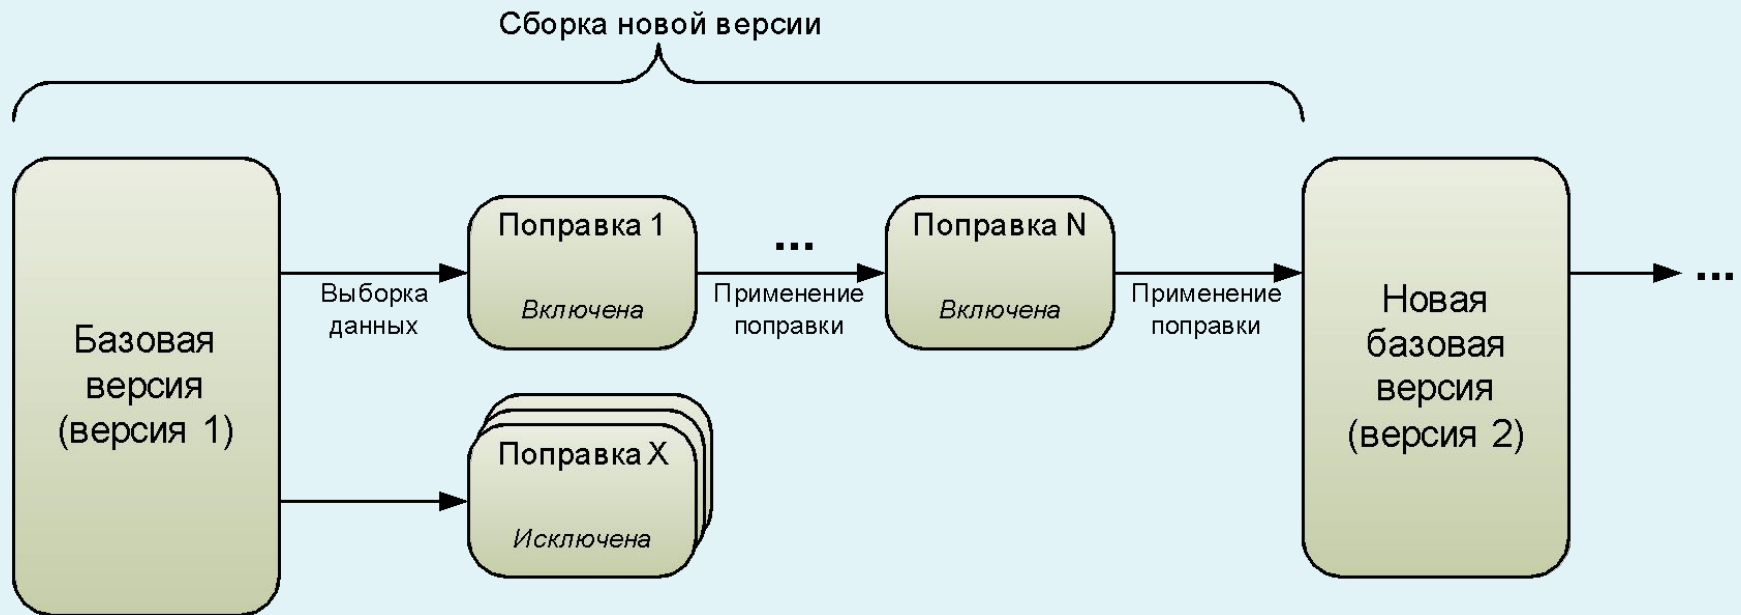 Сборка новой версии
Базовая
версия
(версия 1)
Выборка
данных
Поправка 1
Включена
...
Применение
поправки
Поправка N
Включена
Применение
поправки
Новая
базовая
версия
(версия 2)
...
Поправка X
Исключена